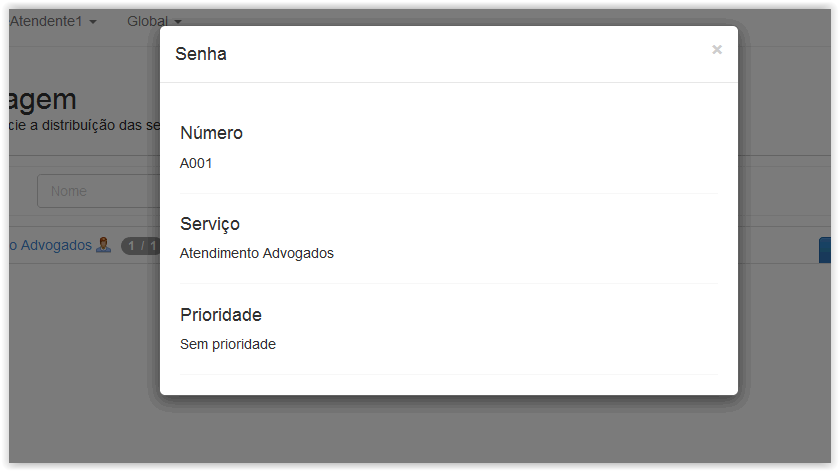 Atendente1 Global
Senha ×
agem
cie a distribuíção das se
Número
A001
Nome
Serviço
o Advogados 1 / 1
Atendimento Advogados
Prioridade
Sem prioridade